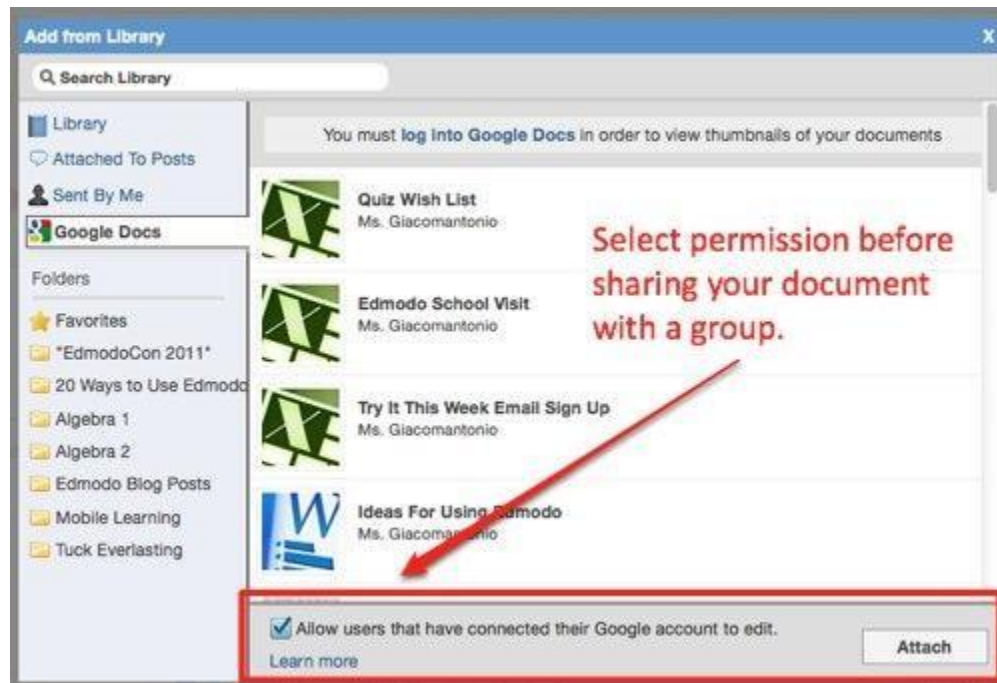 Add from Library
X
Search Library
Library
Attached To Posts
Sent By Me
Google Docs
Folders
Favorites
*EdmodoCon 2011*
20 Ways to Use Edmodo
Algebra 1
Algebra 2
Edmodo Blog Posts
Mobile Learning
Tuck Everlasting
You must log into Google Docs in order to view thumbnails of your documents
Quiz Wish List
Ms. Giacomantonio
Edmodo School Visit
Ms. Giacomantonio
Try It This Week Email Sign Up
Ms. Giacomantonio
Ideas For Using Edmodo
Ms. Giacomantonio
Select permission before
sharing your document
with a group.
Allow users that have connected their Google account to edit.
Learn more
Attach